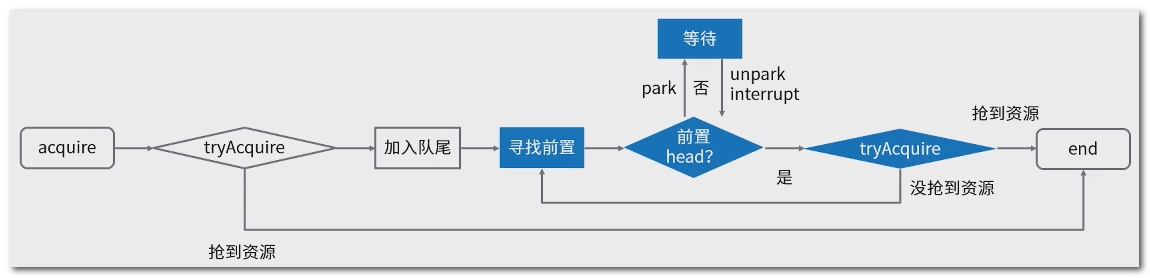 等待
park
否
unpark
interrupt
抢到资源
acquire
tryAcquire
加入队尾
寻找前置
前置
head?
tryAcquire
end
是
没抢到资源
抢到资源